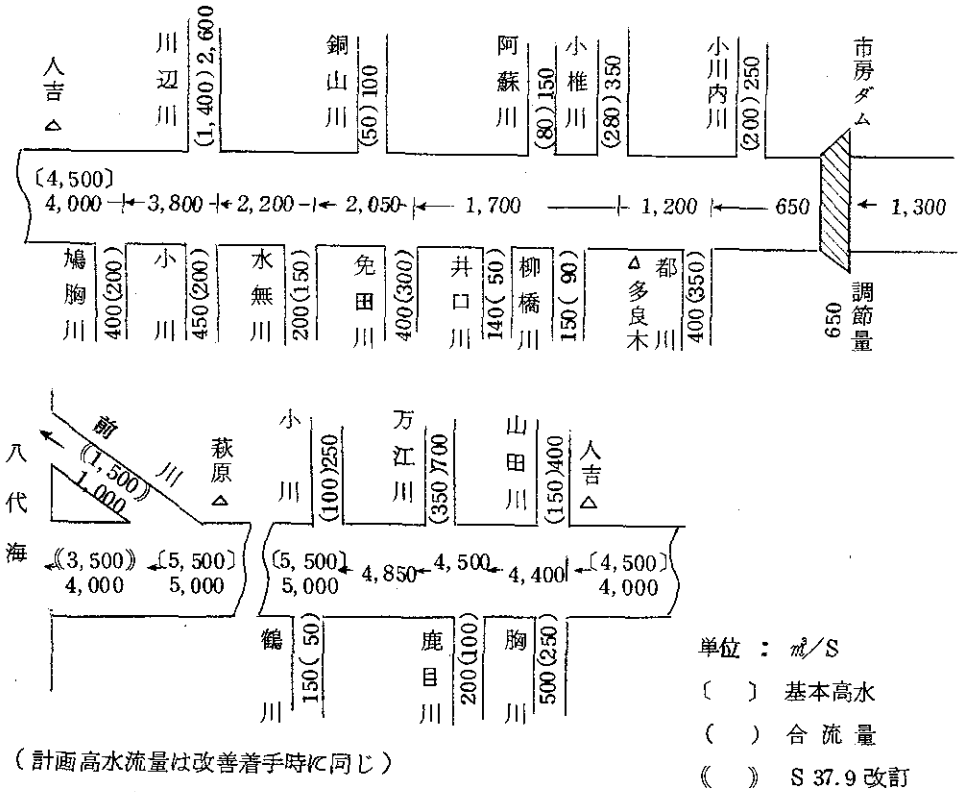 人吉
川辺川
(1,400)2,600
銅山川
(50)100
阿蘇川
(80)150
小椎川
(280)350
小川内川
(200)250
市房ダム
〔4,500〕
4,000
3,800
2,200
2,050
1,700
1,200
650
1,300
鳩胸川
400(200)
小川
450(200)
水無川
200(150)
免田川
400(300)
井口川
140(50)
柳橋川
150(90)
多良木
都川
400(350)
650
調節量
八代海
前川
《1,500》
1,000
萩原
小川
(100)250
万江川
(350)700
山田川
(150)400
人吉
《3,500》
4,000
〔5,500〕
5,000
〔5,500〕
5,000
4,850
4,500
4,400
〔4,500〕
4,000
鶴川
150(50)
鹿目川
200(100)
胸川
500(250)
単位 : ㎥/S
〔 〕 基本高水
( ) 合流量
《 》 S 37.9 改訂
(計画高水流量は改善着手時に同じ)